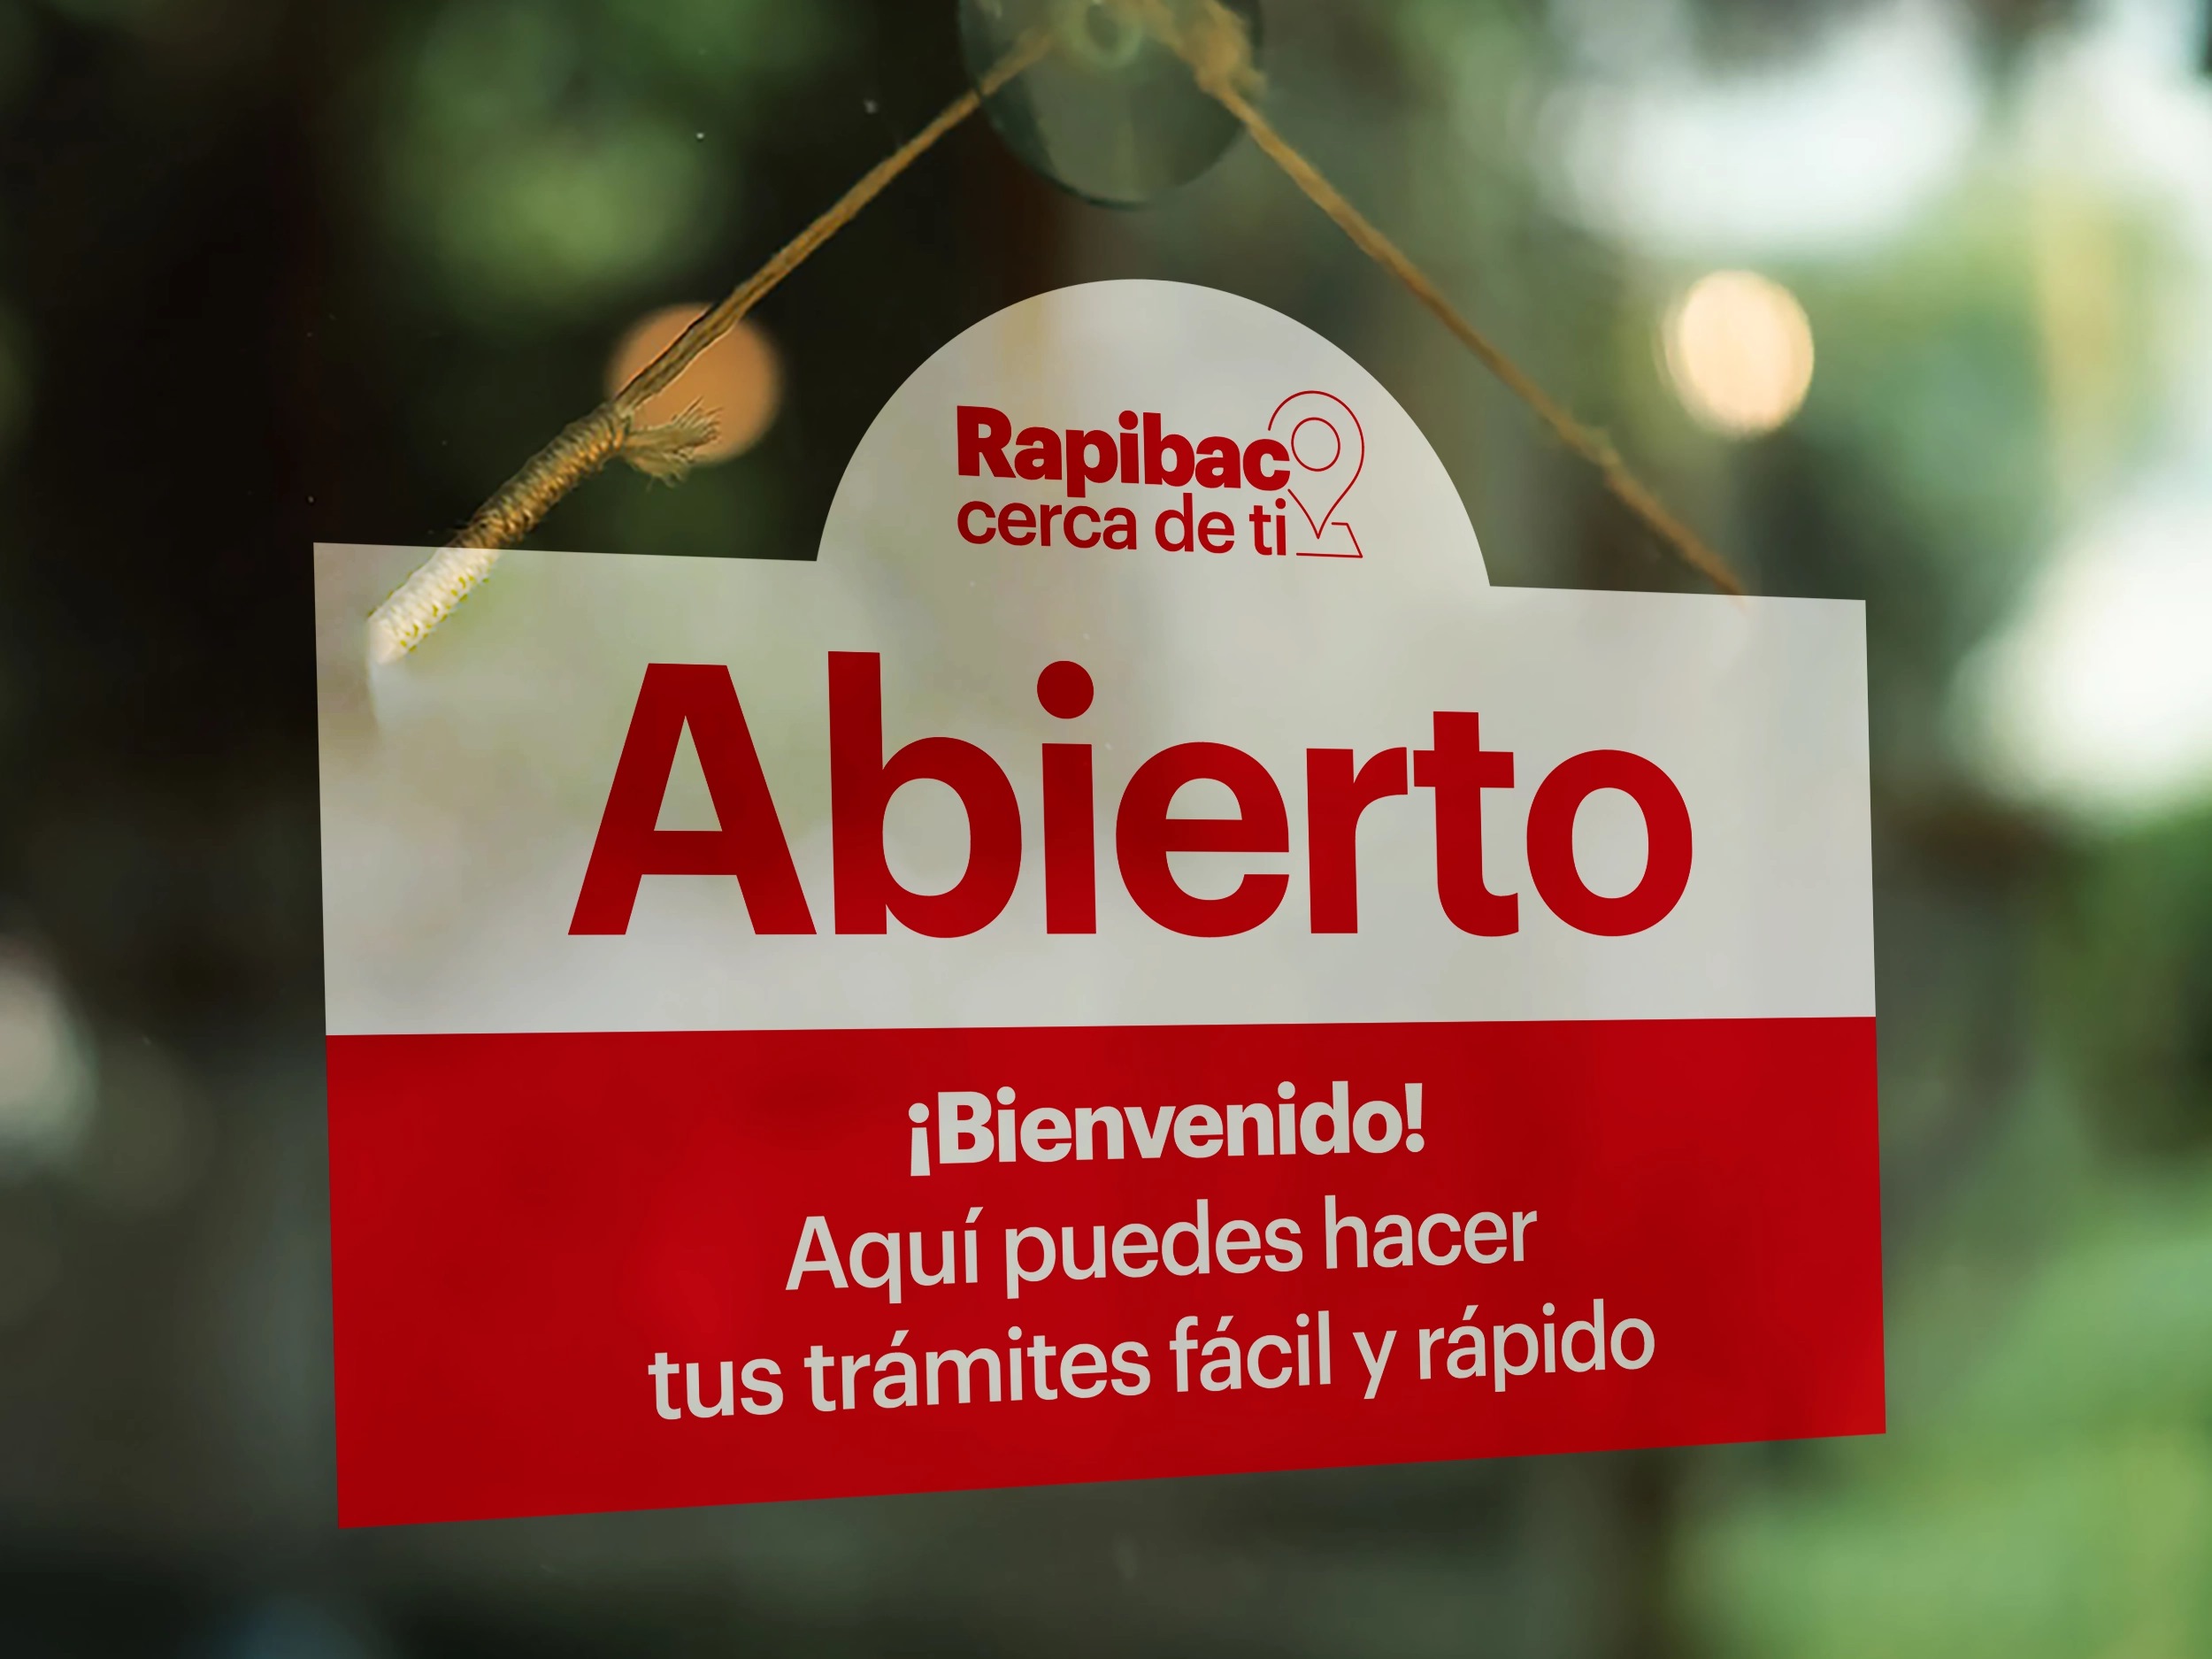 Rapibac
cerca de ti
Abierto
¡Bienvenido!
Aquí puedes hacer
tus trámites fácil y rápido